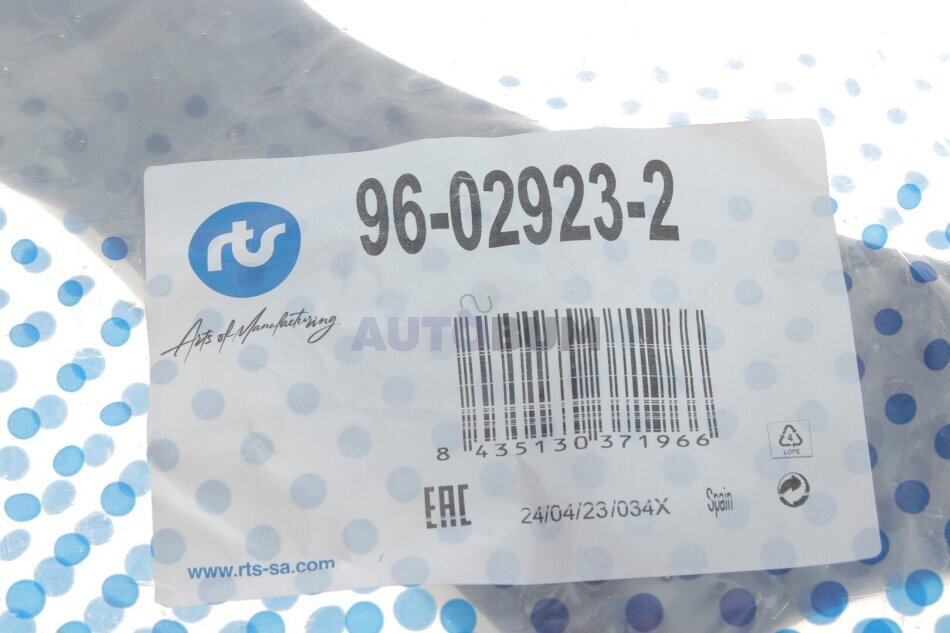 96-02923-2
rts
Arts of Manufacturing
AUTOBUM
8 435130 371966
4
LDPE
EAC
24/04/23/034X
Spain
www.rts-sa.com